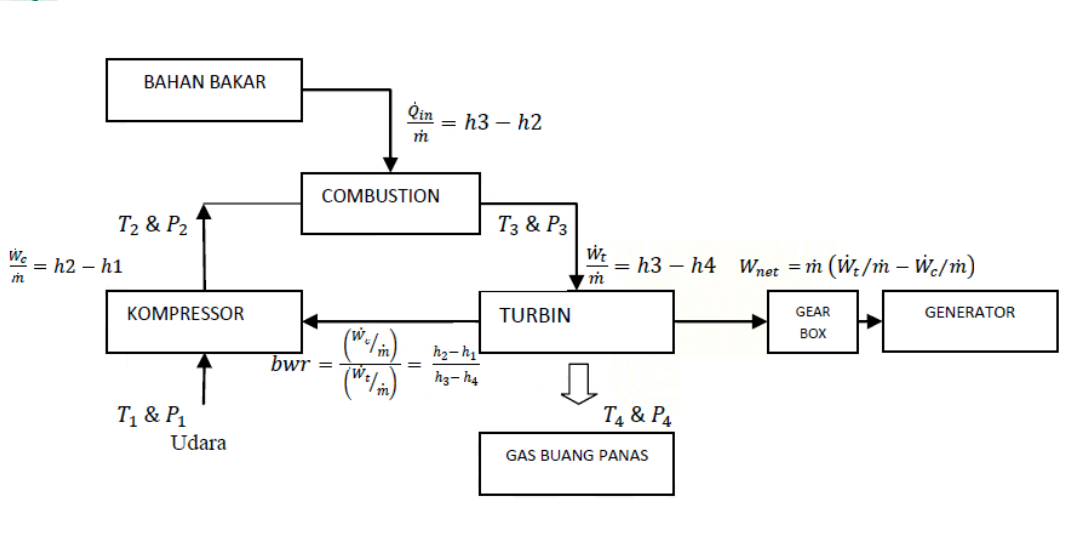 BAHAN BAKAR
Q̇in/ṁ = h3 − h2
COMBUSTION
T₂ & P₂
T₃ & P₃
Ẇc/ṁ = h2 − h1
Ẇt/ṁ = h3 − h4
Wnet = ṁ (Ẇt/ṁ − Ẇc/ṁ)
KOMPRESSOR
TURBIN
GEAR
BOX
GENERATOR
bwr = (Ẇc/ṁ)/(Ẇt/ṁ) = (h₂− h₁)/(h₃− h₄)
T₁ & P₁
Udara
T₄ & P₄
GAS BUANG PANAS